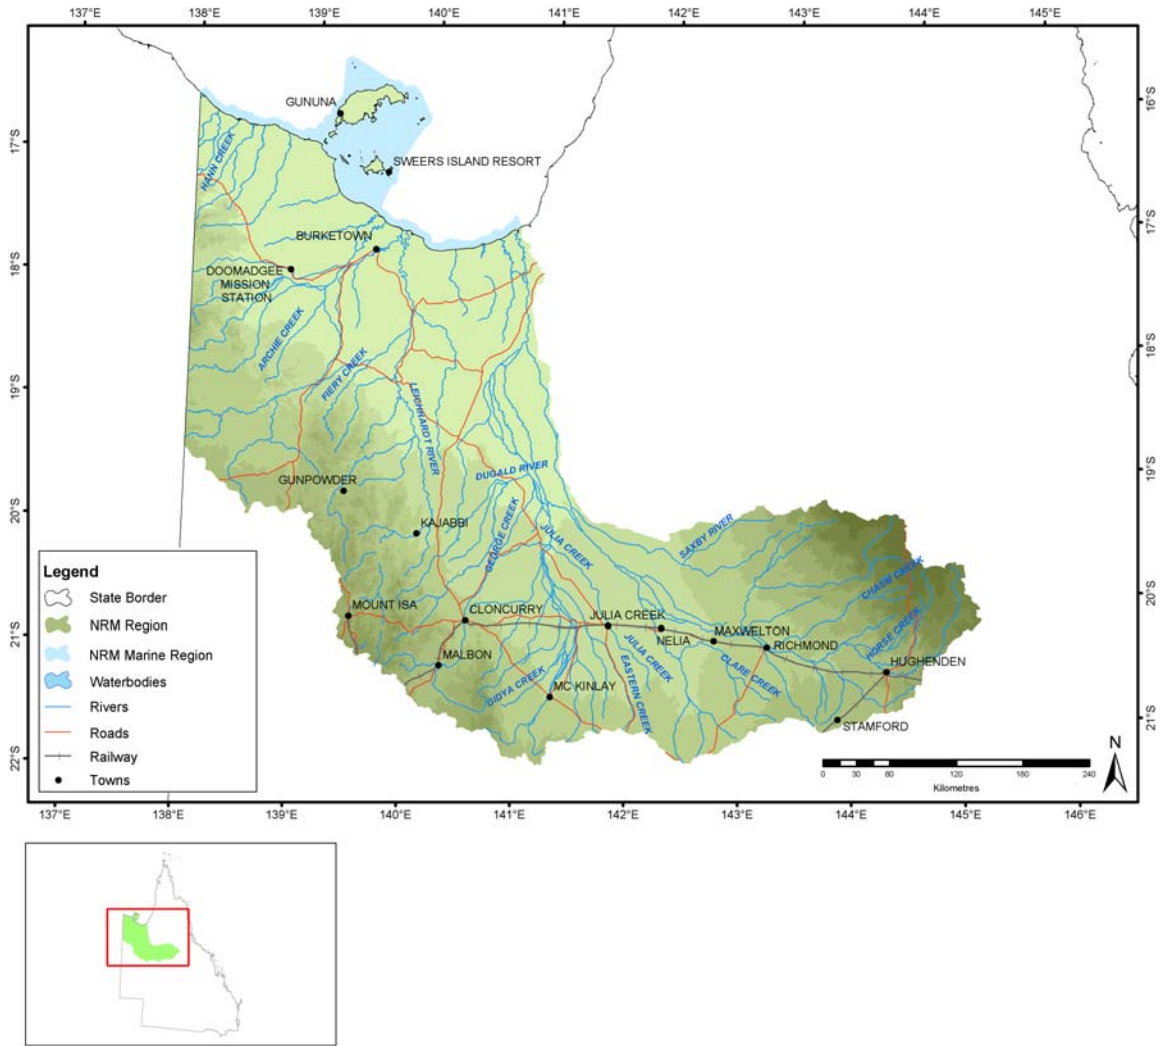 137°E 138°E 139°E 140°E 141°E 142°E 143°E 144°E 145°E
16°S
17°S
17°S
18°S
18°S
19°S
19°S
20°S
20°S
21°S
21°S
22°S
GUNUNA
SWEERS ISLAND RESORT
HANN CREEK
BURKETOWN
DOOMADGEE
MISSION
STATION
ARCHIE CREEK
FIERY CREEK
LEICHHARDT RIVER
DUGALD RIVER
GUNPOWDER
KAJABBI
GEORGE CREEK
JULIA CREEK
SAXBY RIVER
CHASM CREEK
HORSE CREEK
MOUNT ISA
CLONCURRY
JULIA CREEK
NELIA
MAXWELTON
RICHMOND
HUGHENDEN
MALBON
GIDYA CREEK
MC KINLAY
EASTERN CREEK
JULIA CREEK
CLARE CREEK
STAMFORD
Legend
State Border
NRM Region
NRM Marine Region
Waterbodies
Rivers
Roads
Railway
Towns
N
0 30 60 120 180 240
Kilometres
137°E 138°E 139°E 140°E 141°E 142°E 143°E 144°E 145°E 146°E